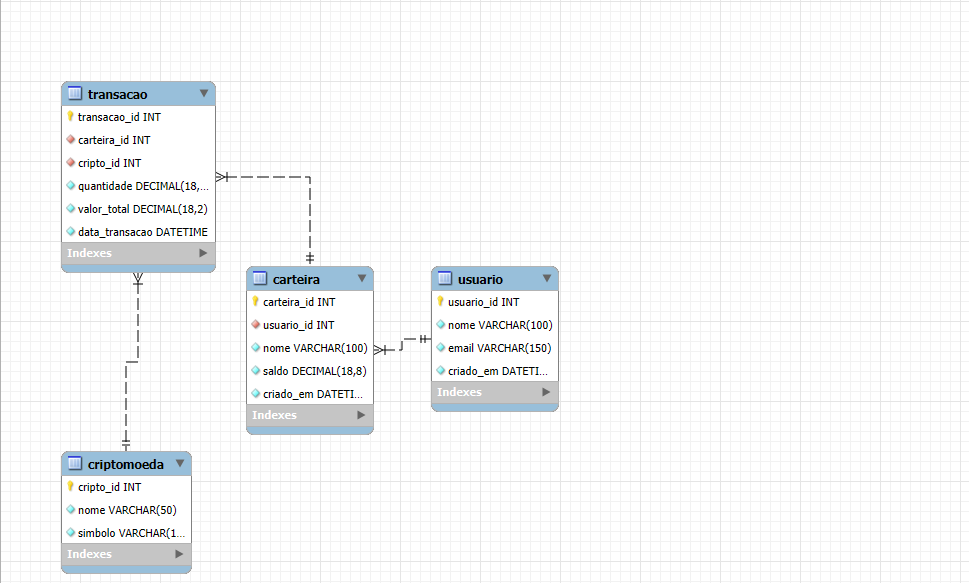 transacao
transacao_id INT
carteira_id INT
cripto_id INT
quantidade DECIMAL(18,...
valor_total DECIMAL(18,2)
data_transacao DATETIME
Indexes
carteira
carteira_id INT
usuario_id INT
nome VARCHAR(100)
saldo DECIMAL(18,8)
criado_em DATETI...
Indexes
usuario
usuario_id INT
nome VARCHAR(100)
email VARCHAR(150)
criado_em DATETI...
Indexes
criptomoeda
cripto_id INT
nome VARCHAR(50)
simbolo VARCHAR(1...
Indexes